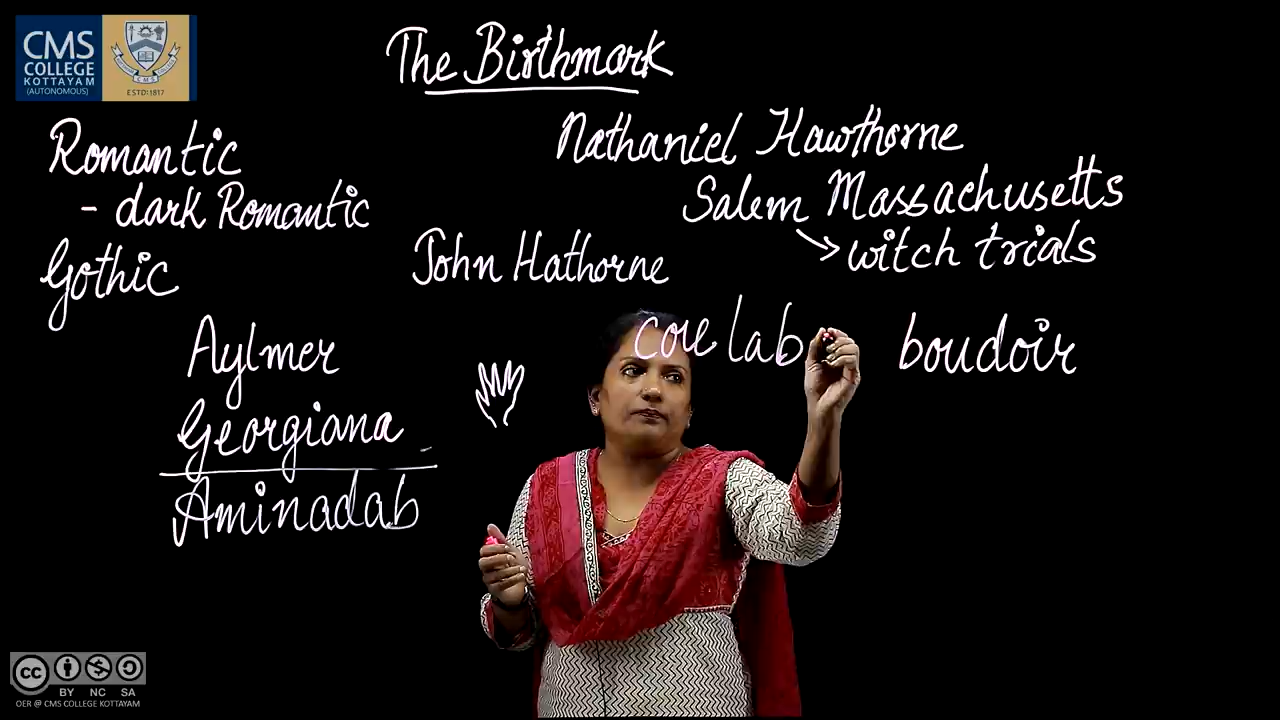 CMS
COLLEGE
KOTTAYAM
(AUTONOMOUS)
ESTD:1817
The Birthmark
Romantic
- dark Romantic
Gothic
Nathaniel Hawthorne
Salem Massachusetts
→ witch trials
John Hathorne
Aylmer
Georgiana
Aminadab
lab
boudoir
cc
BY NC SA
OER @ CMS COLLEGE KOTTAYAM